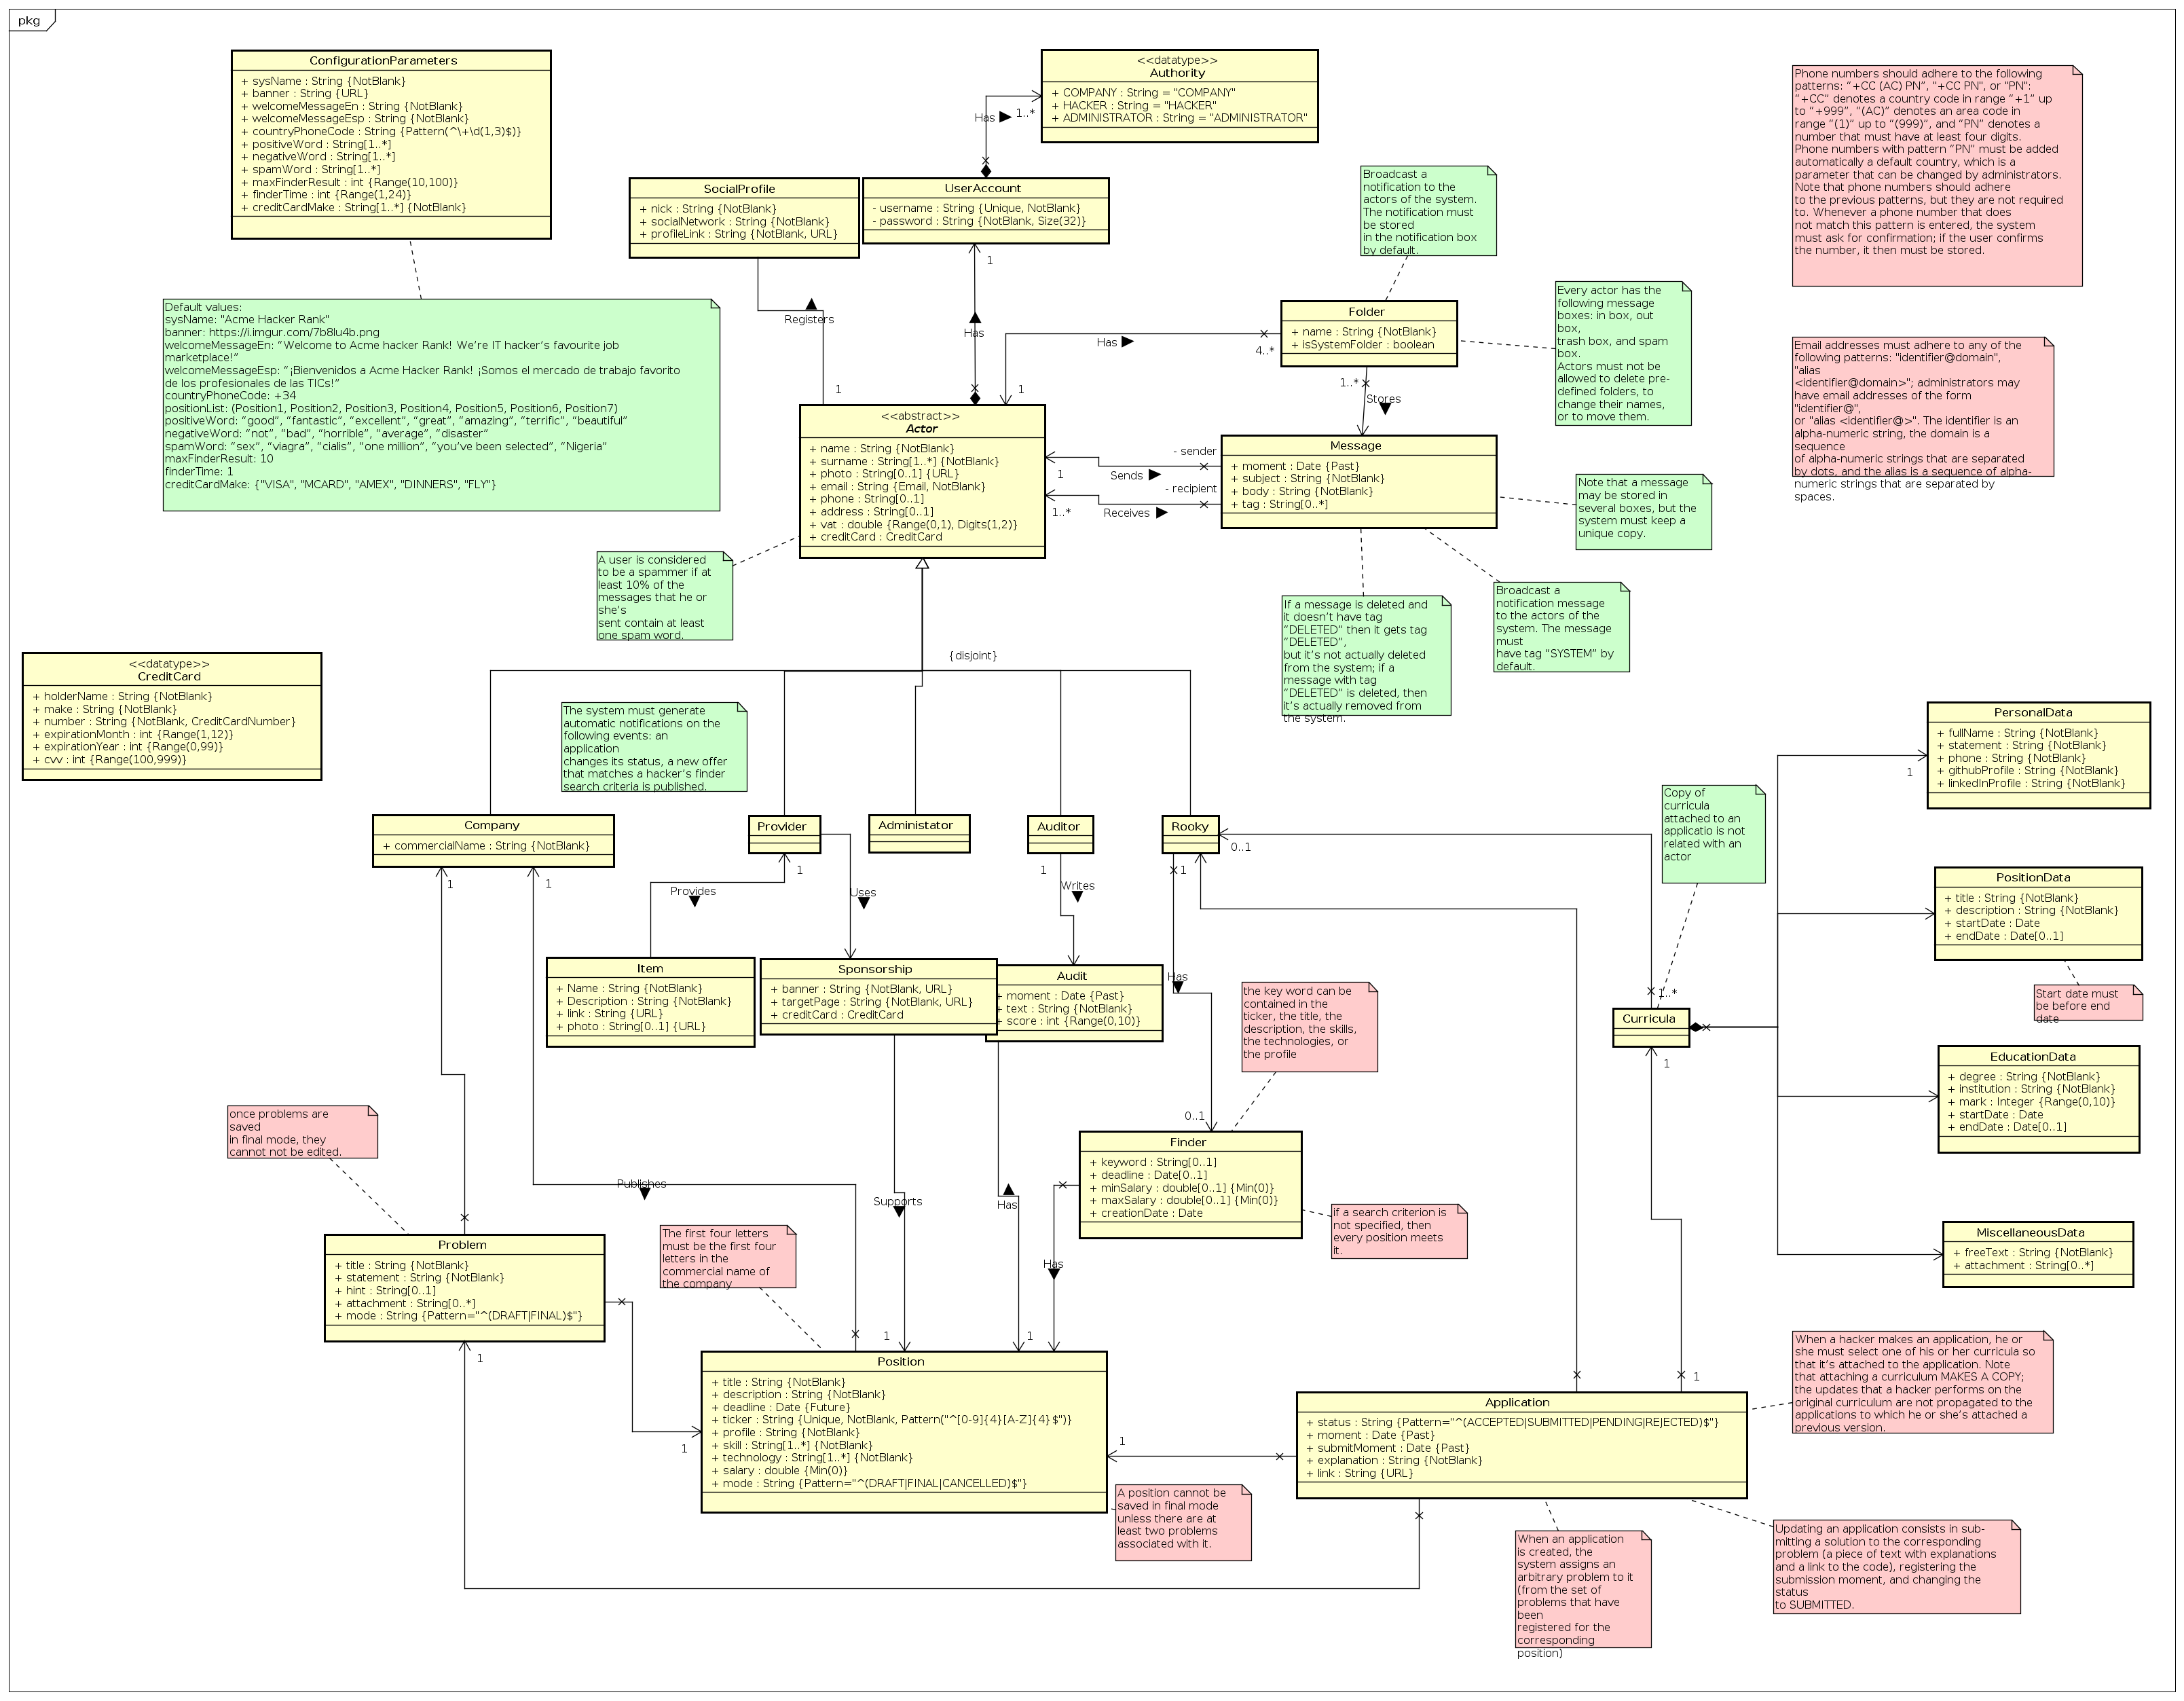 pkg
ConfigurationParameters
+ sysName : String {NotBlank}
+ banner : String {URL}
+ welcomeMessageEn : String {NotBlank}
+ welcomeMessageEsp : String {NotBlank}
+ countryPhoneCode : String {Pattern(^\+\d(1,3)$)}
+ positiveWord : String[1..*]
+ negativeWord : String[1..*]
+ spamWord : String[1..*]
+ maxFinderResult : int {Range(10,100)}
+ finderTime : int {Range(1,24)}
+ creditCardMake : String[1..*] {NotBlank}
<<datatype>>
Authority
+ COMPANY : String = "COMPANY"
+ HACKER : String = "HACKER"
+ ADMINISTRATOR : String = "ADMINISTRATOR"
Has
1..*
Phone numbers should adhere to the following
patterns: “+CC (AC) PN”, "+CC PN", or "PN":
“+CC” denotes a country code in range “+1” up
to “+999”, “(AC)” denotes an area code in
range “(1)” up to “(999)”, and “PN” denotes a
number that must have at least four digits.
Phone numbers with pattern “PN” must be added
automatically a default country, which is a
parameter that can be changed by administrators.
Note that phone numbers should adhere
to the previous patterns, but they are not required
to. Whenever a phone number that does
not match this pattern is entered, the system
must ask for confirmation; if the user confirms
the number, it then must be stored.
SocialProfile
+ nick : String {NotBlank}
+ socialNetwork : String {NotBlank}
+ profileLink : String {NotBlank, URL}
UserAccount
- username : String {Unique, NotBlank}
- password : String {NotBlank, Size(32)}
Broadcast a
notification to the
actors of the system.
The notification must
be stored
in the notification box
by default.
1
Registers
Has
1
Default values:
sysName: "Acme Hacker Rank"
banner: https://i.imgur.com/7b8lu4b.png
welcomeMessageEn: “Welcome to Acme hacker Rank! We’re IT hacker’s favourite job
marketplace!”
welcomeMessageEsp: “¡Bienvenidos a Acme Hacker Rank! ¡Somos el mercado de trabajo favorito
de los profesionales de las TICs!”
countryPhoneCode: +34
positionList: (Position1, Position2, Position3, Position4, Position5, Position6, Position7)
positiveWord: “good”, “fantastic”, “excellent”, “great”, “amazing”, “terrific”, “beautiful”
negativeWord: “not”, “bad”, “horrible”, “average”, “disaster”
spamWord: “sex”, “viagra”, “cialis”, “one million”, “you’ve been selected”, “Nigeria”
maxFinderResult: 10
finderTime: 1
creditCardMake: {"VISA", "MCARD", "AMEX", "DINNERS", "FLY"}
Folder
+ name : String {NotBlank}
+ isSystemFolder : boolean
Has
4..*
1
1..*
Stores
Every actor has the
following message
boxes: in box, out
box,
trash box, and spam
box.
Actors must not be
allowed to delete pre-
defined folders, to
change their names,
or to move them.
Email addresses must adhere to any of the
following patterns: "identifier@domain",
"alias
<identifier@domain>"; administrators may
have email addresses of the form
"identifier@",
or "alias <identifier@>". The identifier is an
alpha-numeric string, the domain is a
sequence
of alpha-numeric strings that are separated
by dots, and the alias is a sequence of alpha-
numeric strings that are separated by
spaces.
<<abstract>>
Actor
+ name : String {NotBlank}
+ surname : String[1..*] {NotBlank}
+ photo : String[0..1] {URL}
+ email : String {Email, NotBlank}
+ phone : String[0..1]
+ address : String[0..1]
+ vat : double {Range(0,1), Digits(1,2)}
+ creditCard : CreditCard
- sender
1
Sends
- recipient
1..*
Receives
Message
+ moment : Date {Past}
+ subject : String {NotBlank}
+ body : String {NotBlank}
+ tag : String[0..*]
Note that a message
may be stored in
several boxes, but the
system must keep a
unique copy.
A user is considered
to be a spammer if at
least 10% of the
messages that he or
she’s
sent contain at least
one spam word.
If a message is deleted and
it doesn’t have tag
“DELETED” then it gets tag
“DELETED”,
but it’s not actually deleted
from the system; if a
message with tag
“DELETED” is deleted, then
it’s actually removed from
the system.
Broadcast a
notification message
to the actors of the
system. The message
must
have tag “SYSTEM” by
default.
{disjoint}
<<datatype>>
CreditCard
+ holderName : String {NotBlank}
+ make : String {NotBlank}
+ number : String {NotBlank, CreditCardNumber}
+ expirationMonth : int {Range(1,12)}
+ expirationYear : int {Range(0,99)}
+ cvv : int {Range(100,999)}
The system must generate
automatic notifications on the
following events: an
application
changes its status, a new offer
that matches a hacker’s finder
search criteria is published.
PersonalData
+ fullName : String {NotBlank}
+ statement : String {NotBlank}
+ phone : String {NotBlank}
+ githubProfile : String {NotBlank}
+ linkedInProfile : String {NotBlank}
1
Copy of
curricula
attached to an
applicatio is not
related with an
actor
Company
+ commercialName : String {NotBlank}
Provider
Administator
Auditor
Rooky
0..1
1
1
1
Provides
Uses
1
Writes
1
PositionData
+ title : String {NotBlank}
+ description : String {NotBlank}
+ startDate : Date
+ endDate : Date[0..1]
Item
+ Name : String {NotBlank}
+ Description : String {NotBlank}
+ link : String {URL}
+ photo : String[0..1] {URL}
Sponsorship
+ banner : String {NotBlank, URL}
+ targetPage : String {NotBlank, URL}
+ creditCard : CreditCard
Audit
+ moment : Date {Past}
+ text : String {NotBlank}
+ score : int {Range(0,10)}
Has
the key word can be
contained in the
ticker, the title, the
description, the skills,
the technologies, or
the profile
1..*
Curricula
1
Start date must
be before end
date
EducationData
+ degree : String {NotBlank}
+ institution : String {NotBlank}
+ mark : Integer {Range(0,10)}
+ startDate : Date
+ endDate : Date[0..1]
once problems are
saved
in final mode, they
cannot not be edited.
0..1
Finder
+ keyword : String[0..1]
+ deadline : Date[0..1]
+ minSalary : double[0..1] {Min(0)}
+ maxSalary : double[0..1] {Min(0)}
+ creationDate : Date
Publishes
Supports
Has
Has
if a search criterion is
not specified, then
every position meets
it.
MiscellaneousData
+ freeText : String {NotBlank}
+ attachment : String[0..*]
Problem
+ title : String {NotBlank}
+ statement : String {NotBlank}
+ hint : String[0..1]
+ attachment : String[0..*]
+ mode : String {Pattern="^(DRAFT|FINAL)$"}
The first four letters
must be the first four
letters in the
commercial name of
the company
1
1
1
1
Position
+ title : String {NotBlank}
+ description : String {NotBlank}
+ deadline : Date {Future}
+ ticker : String {Unique, NotBlank, Pattern("^[0-9]{4}[A-Z]{4}$")}
+ profile : String {NotBlank}
+ skill : String[1..*] {NotBlank}
+ technology : String[1..*] {NotBlank}
+ salary : double {Min(0)}
+ mode : String {Pattern="^(DRAFT|FINAL|CANCELLED)$"}
1
1
Application
+ status : String {Pattern="^(ACCEPTED|SUBMITTED|PENDING|REJECTED)$"}
+ moment : Date {Past}
+ submitMoment : Date {Past}
+ explanation : String {NotBlank}
+ link : String {URL}
When a hacker makes an application, he or
she must select one of his or her curricula so
that it’s attached to the application. Note
that attaching a curriculum MAKES A COPY;
the updates that a hacker performs on the
original curriculum are not propagated to the
applications to which he or she’s attached a
previous version.
A position cannot be
saved in final mode
unless there are at
least two problems
associated with it.
When an application
is created, the
system assigns an
arbitrary problem to it
(from the set of
problems that have
been
registered for the
corresponding
position)
Updating an application consists in sub-
mitting a solution to the corresponding
problem (a piece of text with explanations
and a link to the code), registering the
submission moment, and changing the
status
to SUBMITTED.